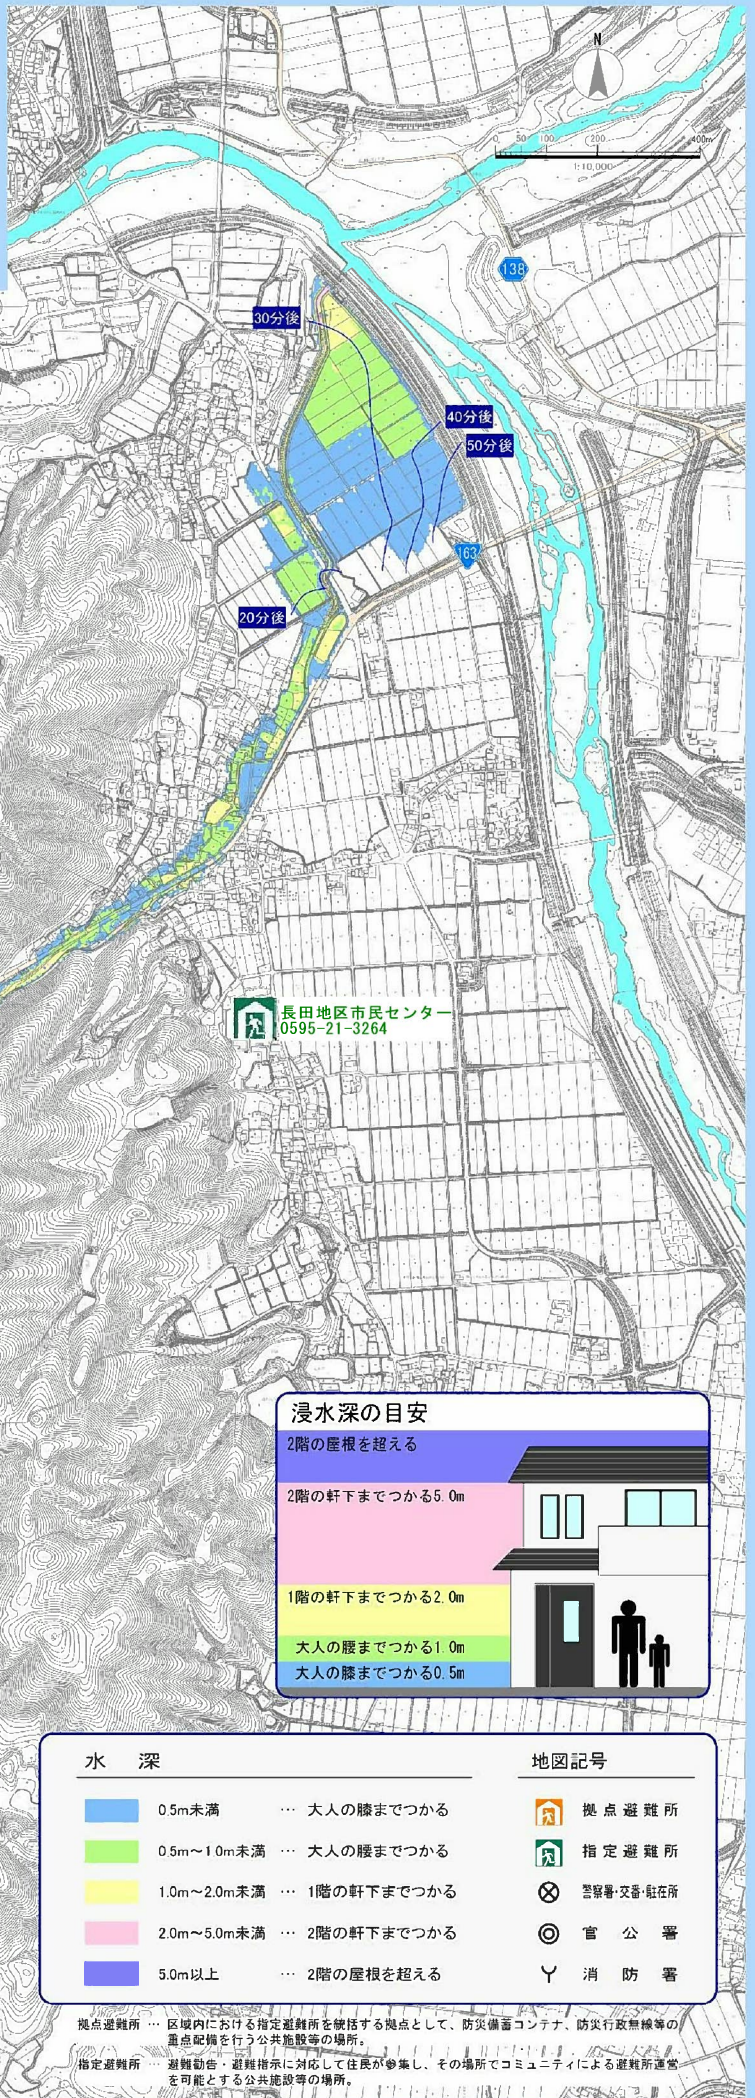 N
0 50 100 200 400m
1:10,000
138
30分後
40分後
50分後
163
20分後
長田地区市民センター
0595-21-3264
浸水深の目安
2階の屋根を超える
2階の軒下までつかる5.0m
1階の軒下までつかる2.0m
大人の腰までつかる1.0m
大人の膝までつかる0.5m
水 深
0.5m未満 … 大人の膝までつかる
0.5m〜1.0m未満 … 大人の腰までつかる
1.0m〜2.0m未満 … 1階の軒下までつかる
2.0m〜5.0m未満 … 2階の軒下までつかる
5.0m以上 … 2階の屋根を超える
地図記号
拠点避難所
指定避難所
警察署・交番・駐在所
官公署
消防署
拠点避難所 … 区域内における指定避難所を統括する拠点として、防災備蓄コンテナ、防災行政無線等の
重点配備を行う公共施設等の場所。
指定避難所 … 避難勧告・避難指示に対応して住民が参集し、その場所でコミュニティによる避難所運営
を可能とする公共施設等の場所。